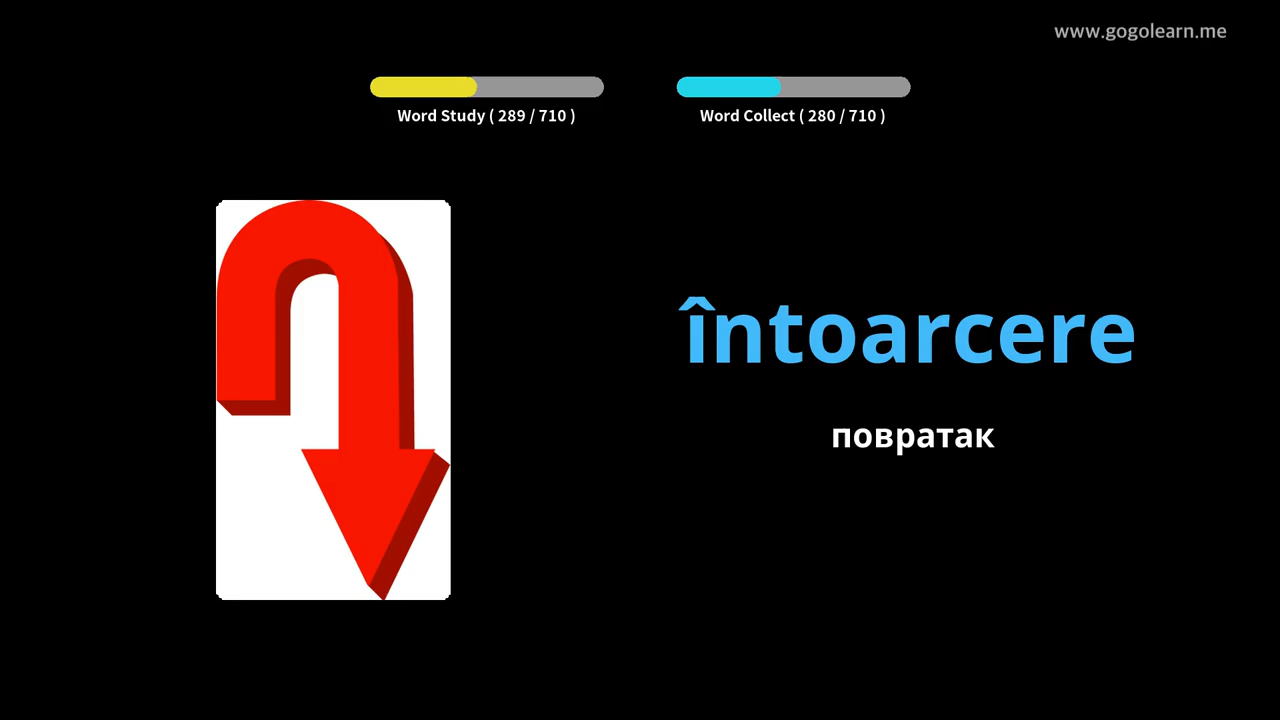 www.gogolearn.me
Word Study ( 289 / 710 )
Word Collect ( 280 / 710 )
întoarcere
повратак